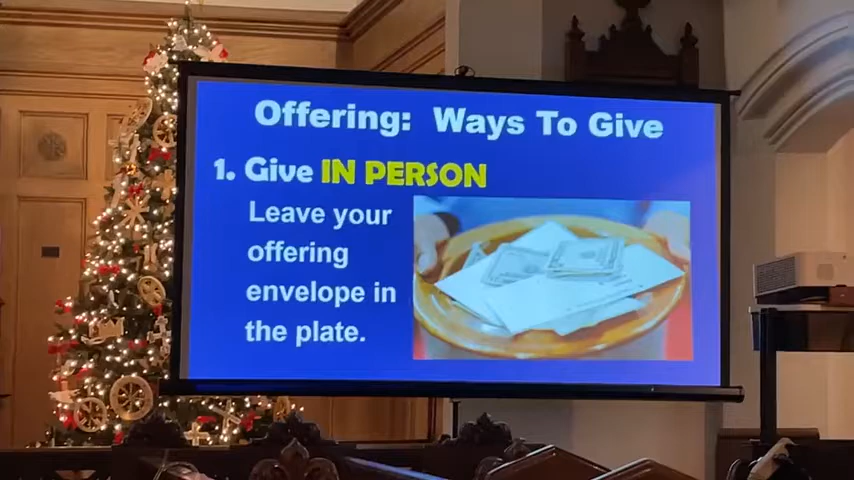 Offering: Ways To Give
1. Give IN PERSON
Leave your
offering
envelope in
the plate.